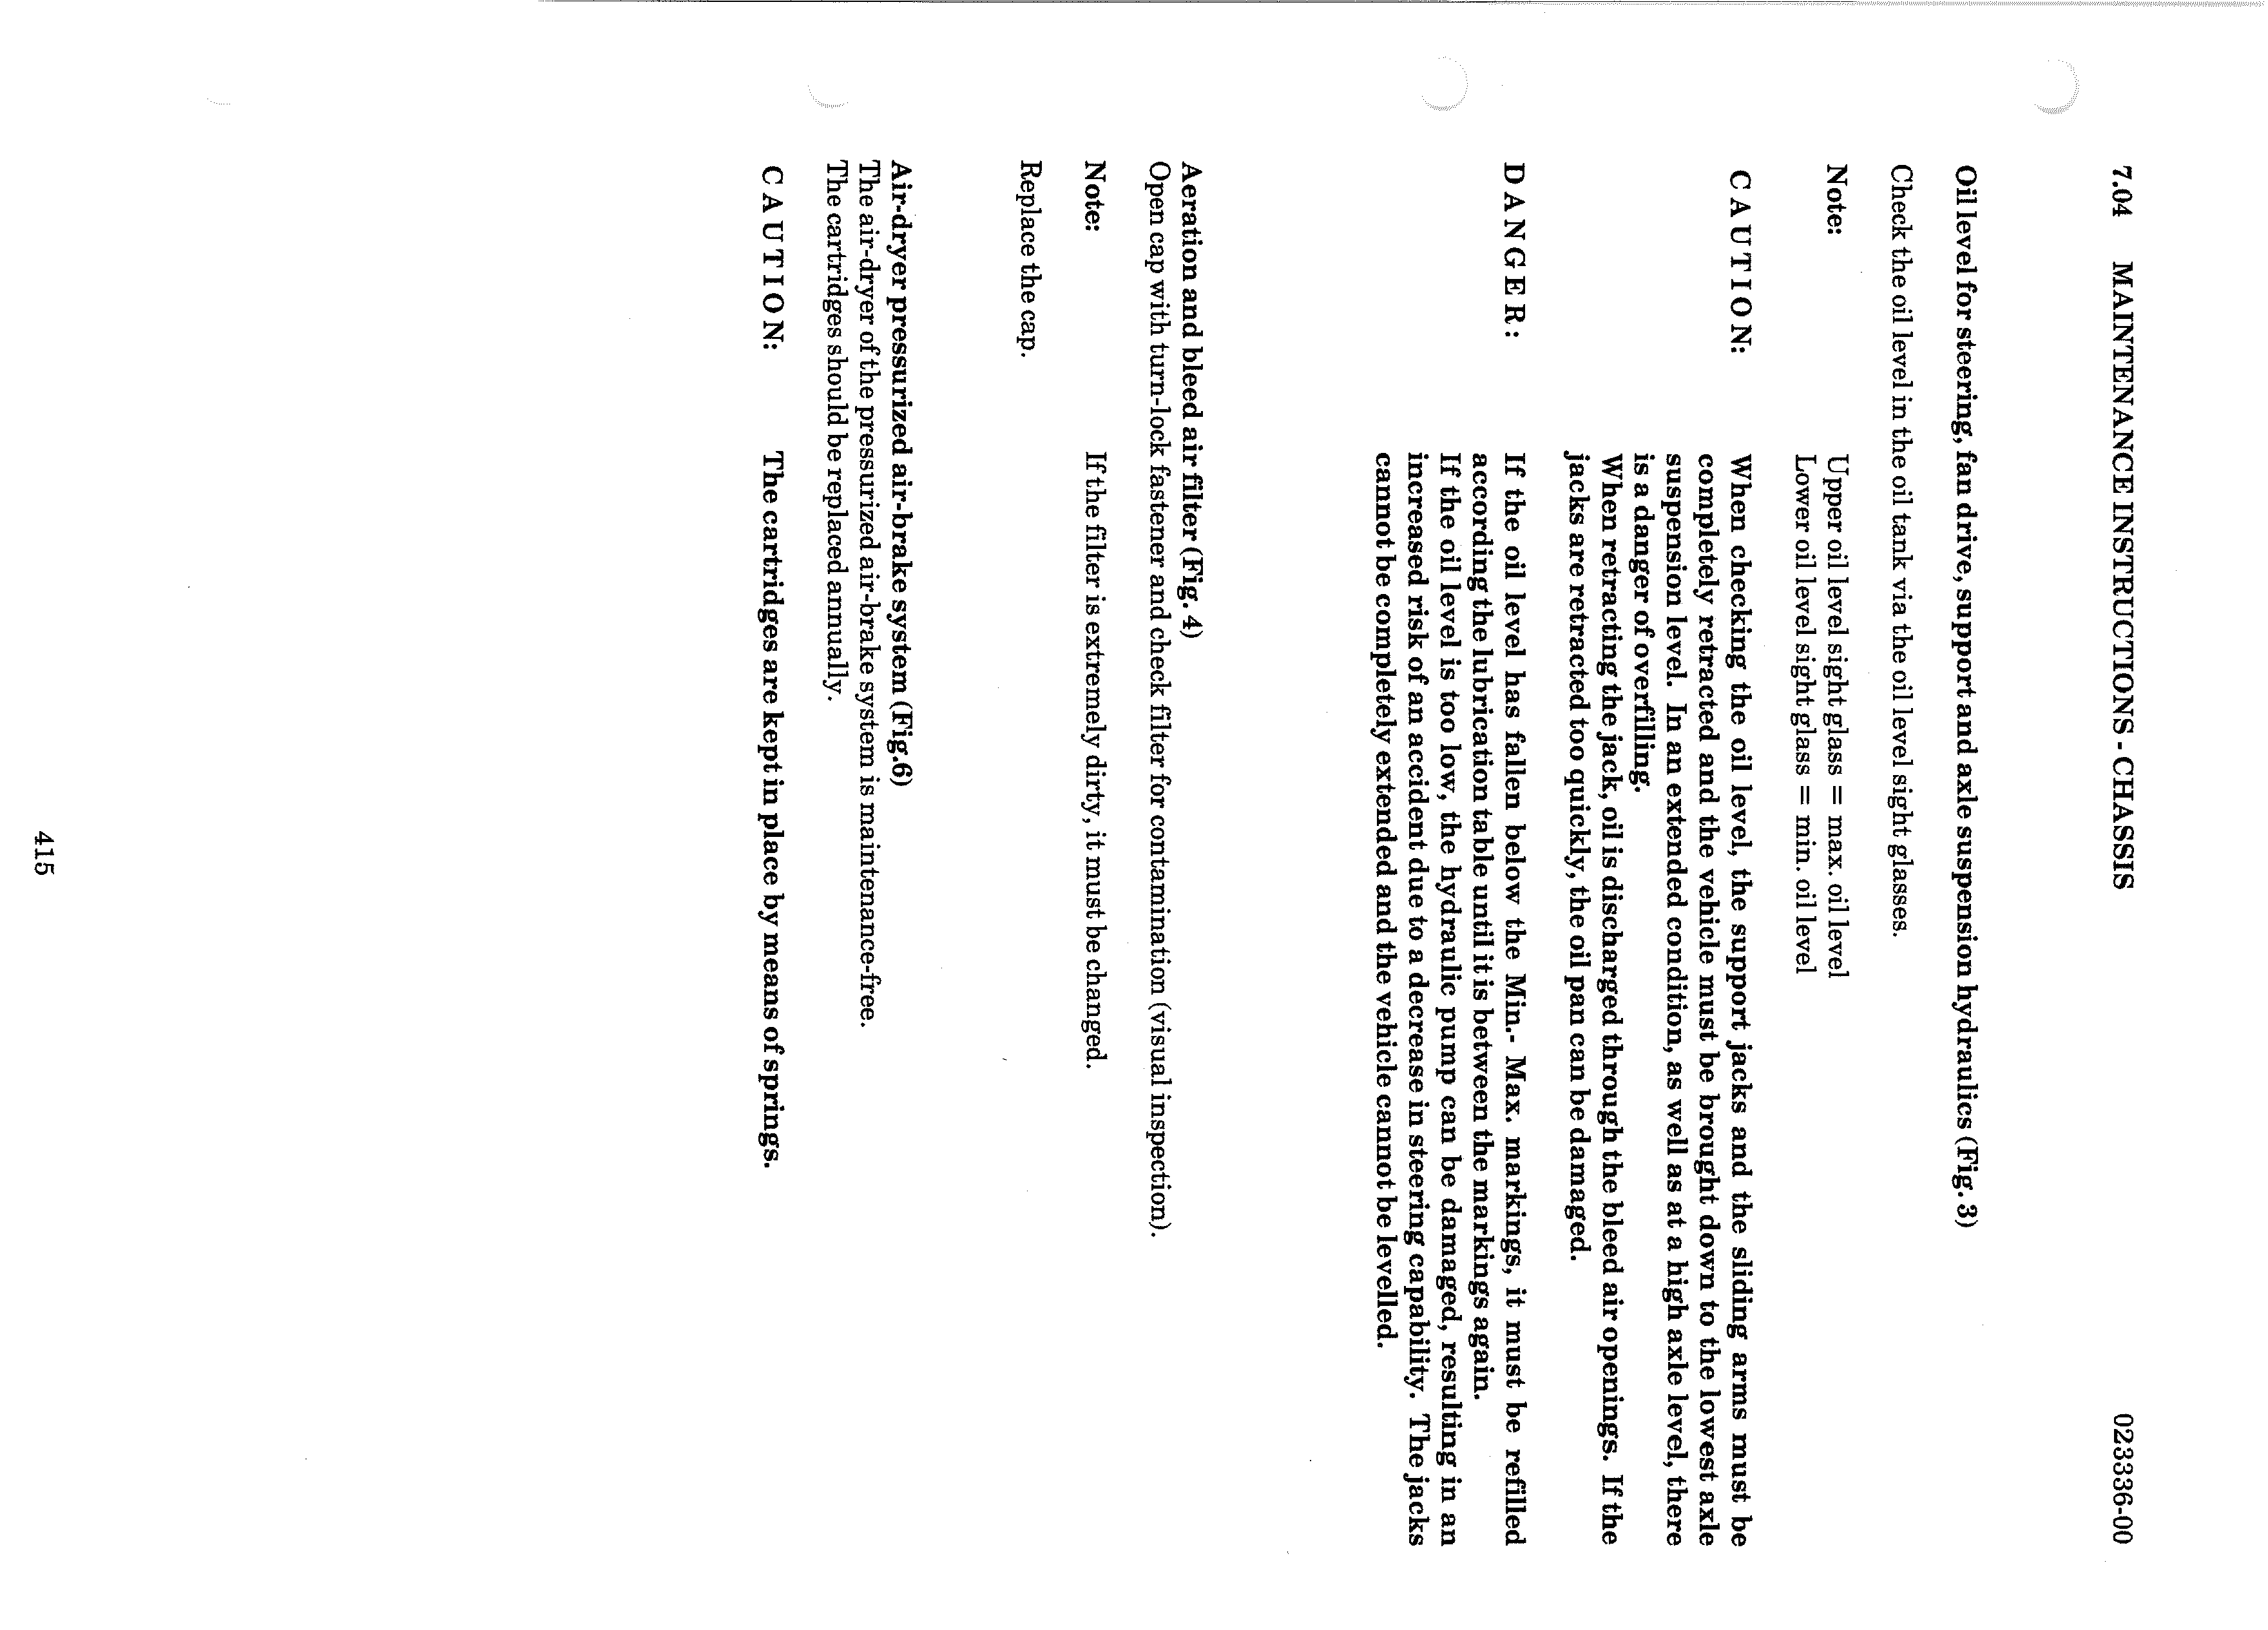 7.04 MAINTENANCE INSTRUCTIONS - CHASSIS 023336-00
Oil level for steering, fan drive, support and axle suspension hydraulics (Fig. 3)
Check the oil level in the oil tank via the oil level sight glasses.
Note: Upper oil level sight glass = max. oil level
Lower oil level sight glass = min. oil level
C A U T I O N: When checking the oil level, the support jacks and the sliding arms must be
completely retracted and the vehicle must be brought down to the lowest axle
suspension level. In an extended condition, as well as at a high axle level, there
is a danger of overfilling.
When retracting the jack, oil is discharged through the bleed air openings. If the
jacks are retracted too quickly, the oil pan can be damaged.
D A N G E R: If the oil level has fallen below the Min.- Max. markings, it must be refilled
according the lubrication table until it is between the markings again.
If the oil level is too low, the hydraulic pump can be damaged, resulting in an
increased risk of an accident due to a decrease in steering capability. The jacks
cannot be completely extended and the vehicle cannot be levelled.
Aeration and bleed air filter (Fig. 4)
Open cap with turn-lock fastener and check filter for contamination (visual inspection).
Note: If the filter is extremely dirty, it must be changed.
Replace the cap.
Air-dryer pressurized air-brake system (Fig.6)
The air-dryer of the pressurized air-brake system is maintenance-free.
The cartridges should be replaced annually.
C A U T I O N: The cartridges are kept in place by means of springs.
415